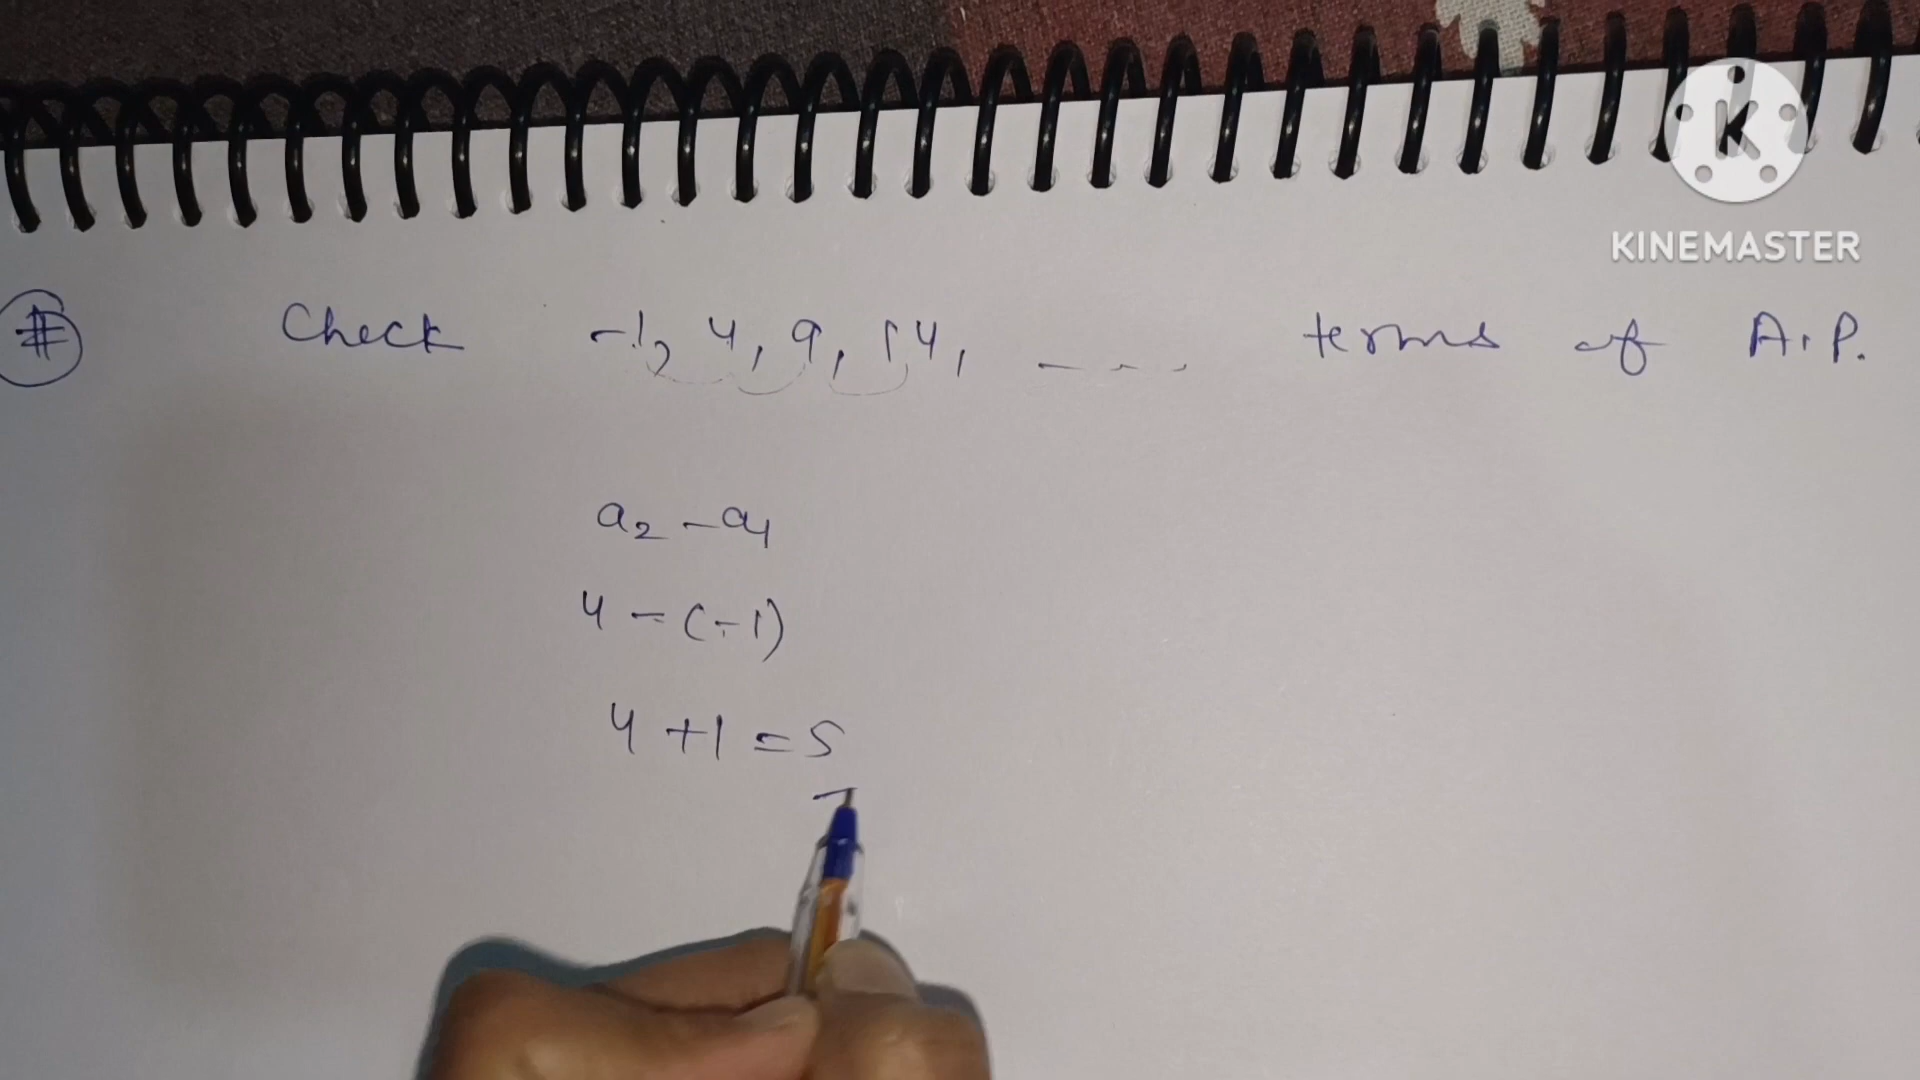 KINEMASTER
# Check -1, 4, 9, 14, - - - terms of A.P.
a₂ - a₁
4 - (-1)
4 + 1 = 5